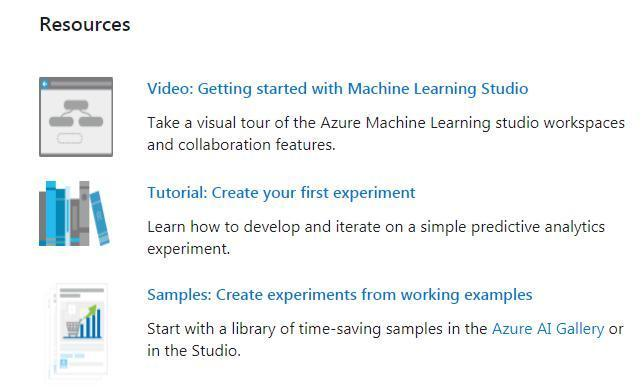 Resources
Video: Getting started with Machine Learning Studio
Take a visual tour of the Azure Machine Learning studio workspaces
and collaboration features.
Tutorial: Create your first experiment
Learn how to develop and iterate on a simple predictive analytics
experiment.
Samples: Create experiments from working examples
Start with a library of time-saving samples in the Azure AI Gallery or
in the Studio.